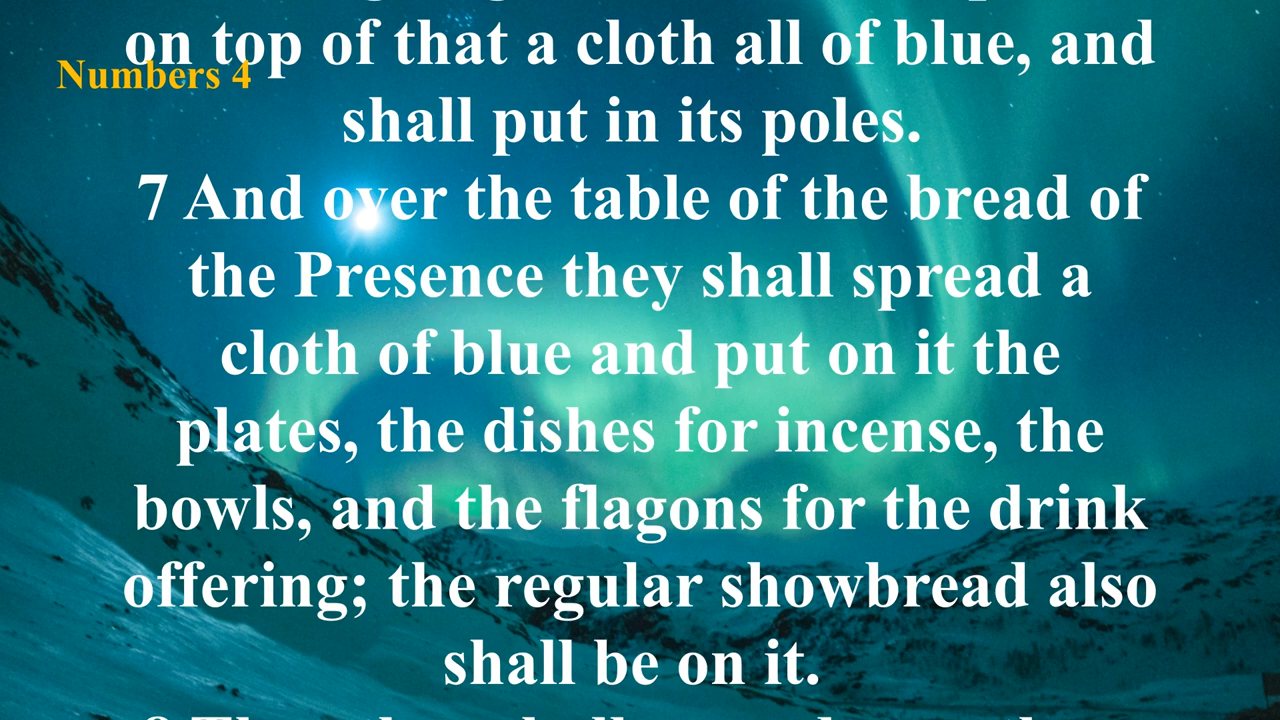 on top of that a cloth all of blue, and
Numbers 4
shall put in its poles.
7 And over the table of the bread of
the Presence they shall spread a
cloth of blue and put on it the
plates, the dishes for incense, the
bowls, and the flagons for the drink
offering; the regular showbread also
shall be on it.